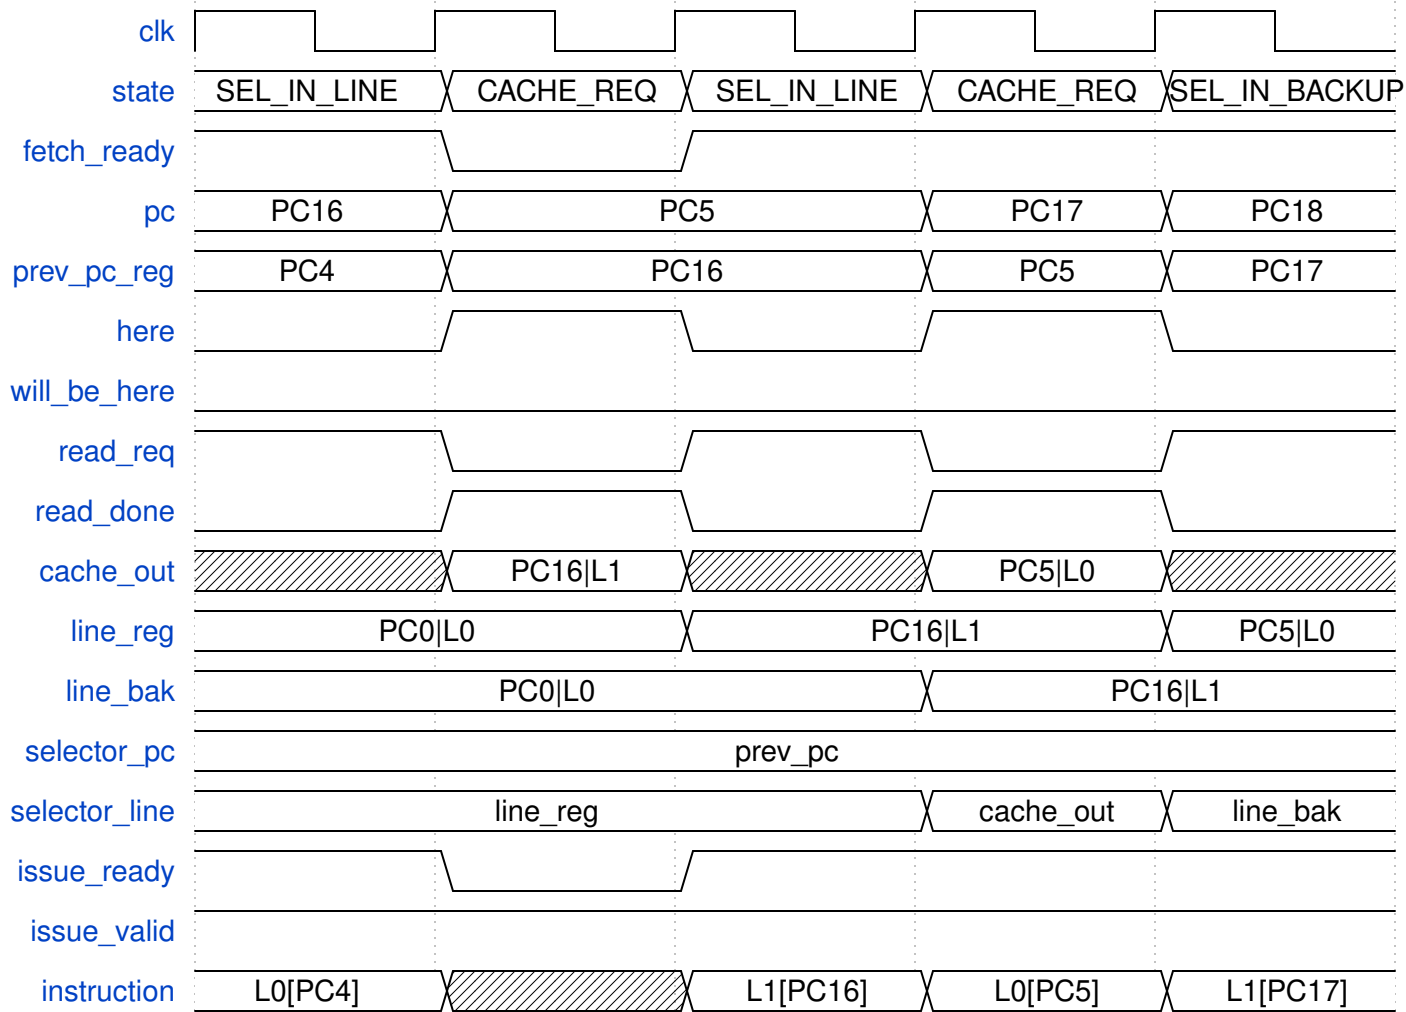 clk
state SEL_IN_LINE CACHE_REQ SEL_IN_LINE CACHE_REQ SEL_IN_BACKUP
fetch_ready
pc PC16 PC5 PC17 PC18
prev_pc_reg PC4 PC16 PC5 PC17
here
will_be_here
read_req
read_done
cache_out PC16|L1 PC5|L0
line_reg PC0|L0 PC16|L1 PC5|L0
line_bak PC0|L0 PC16|L1
selector_pc prev_pc
selector_line line_reg cache_out line_bak
issue_ready
issue_valid
instruction L0[PC4] L1[PC16] L0[PC5] L1[PC17]